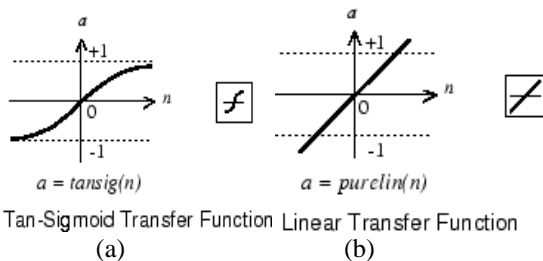 a
a
+1
+1
n
n
0
0
-1
-1
a = tansig(n)
a = purelin(n)
Tan-Sigmoid Transfer Function
Linear Transfer Function
(a)
(b)